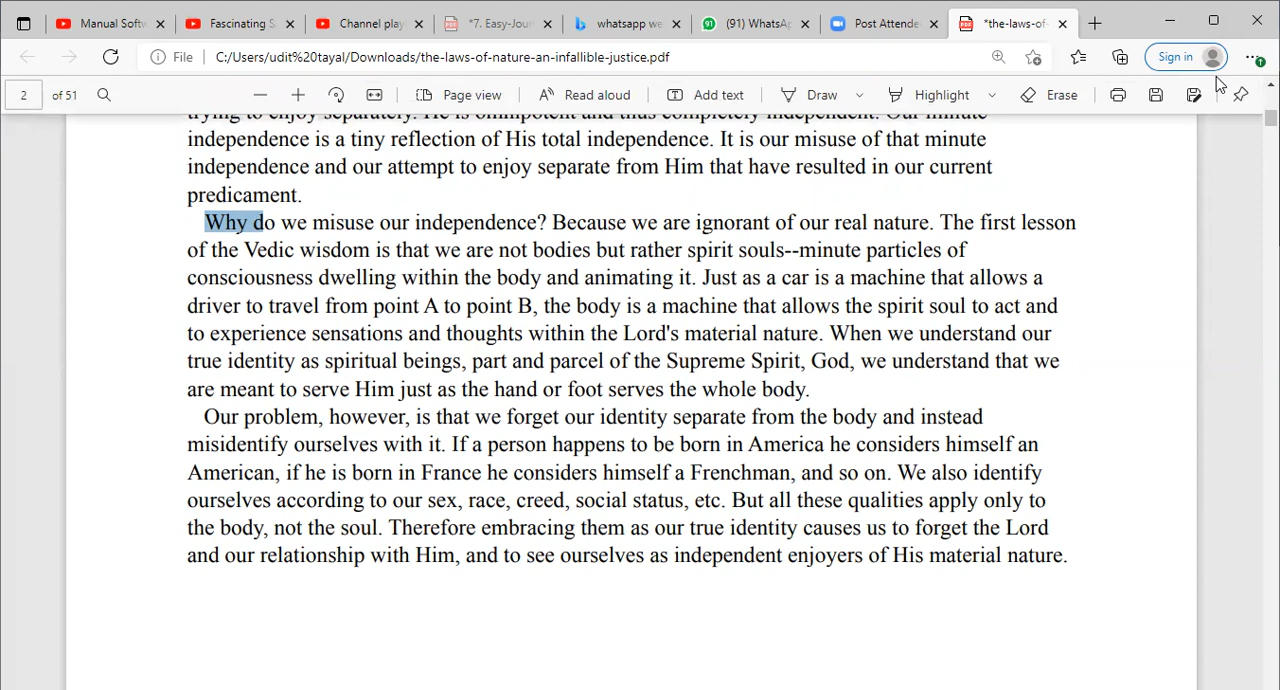 Manual Softw
Fascinating S
Channel play
*7. Easy-Jour
whatsapp we
(91) WhatsAp
Post Attende
*the-laws-of-
File
C:/Users/udit%20tayal/Downloads/the-laws-of-nature-an-infallible-justice.pdf
Sign in
2 of 51
Page view
Read aloud
Add text
Draw
Highlight
Erase
trying to enjoy separately. He is omnipotent and thus completely independent. Our minute
independence is a tiny reflection of His total independence. It is our misuse of that minute
independence and our attempt to enjoy separate from Him that have resulted in our current
predicament.
Why do we misuse our independence? Because we are ignorant of our real nature. The first lesson
of the Vedic wisdom is that we are not bodies but rather spirit souls--minute particles of
consciousness dwelling within the body and animating it. Just as a car is a machine that allows a
driver to travel from point A to point B, the body is a machine that allows the spirit soul to act and
to experience sensations and thoughts within the Lord's material nature. When we understand our
true identity as spiritual beings, part and parcel of the Supreme Spirit, God, we understand that we
are meant to serve Him just as the hand or foot serves the whole body.
Our problem, however, is that we forget our identity separate from the body and instead
misidentify ourselves with it. If a person happens to be born in America he considers himself an
American, if he is born in France he considers himself a Frenchman, and so on. We also identify
ourselves according to our sex, race, creed, social status, etc. But all these qualities apply only to
the body, not the soul. Therefore embracing them as our true identity causes us to forget the Lord
and our relationship with Him, and to see ourselves as independent enjoyers of His material nature.